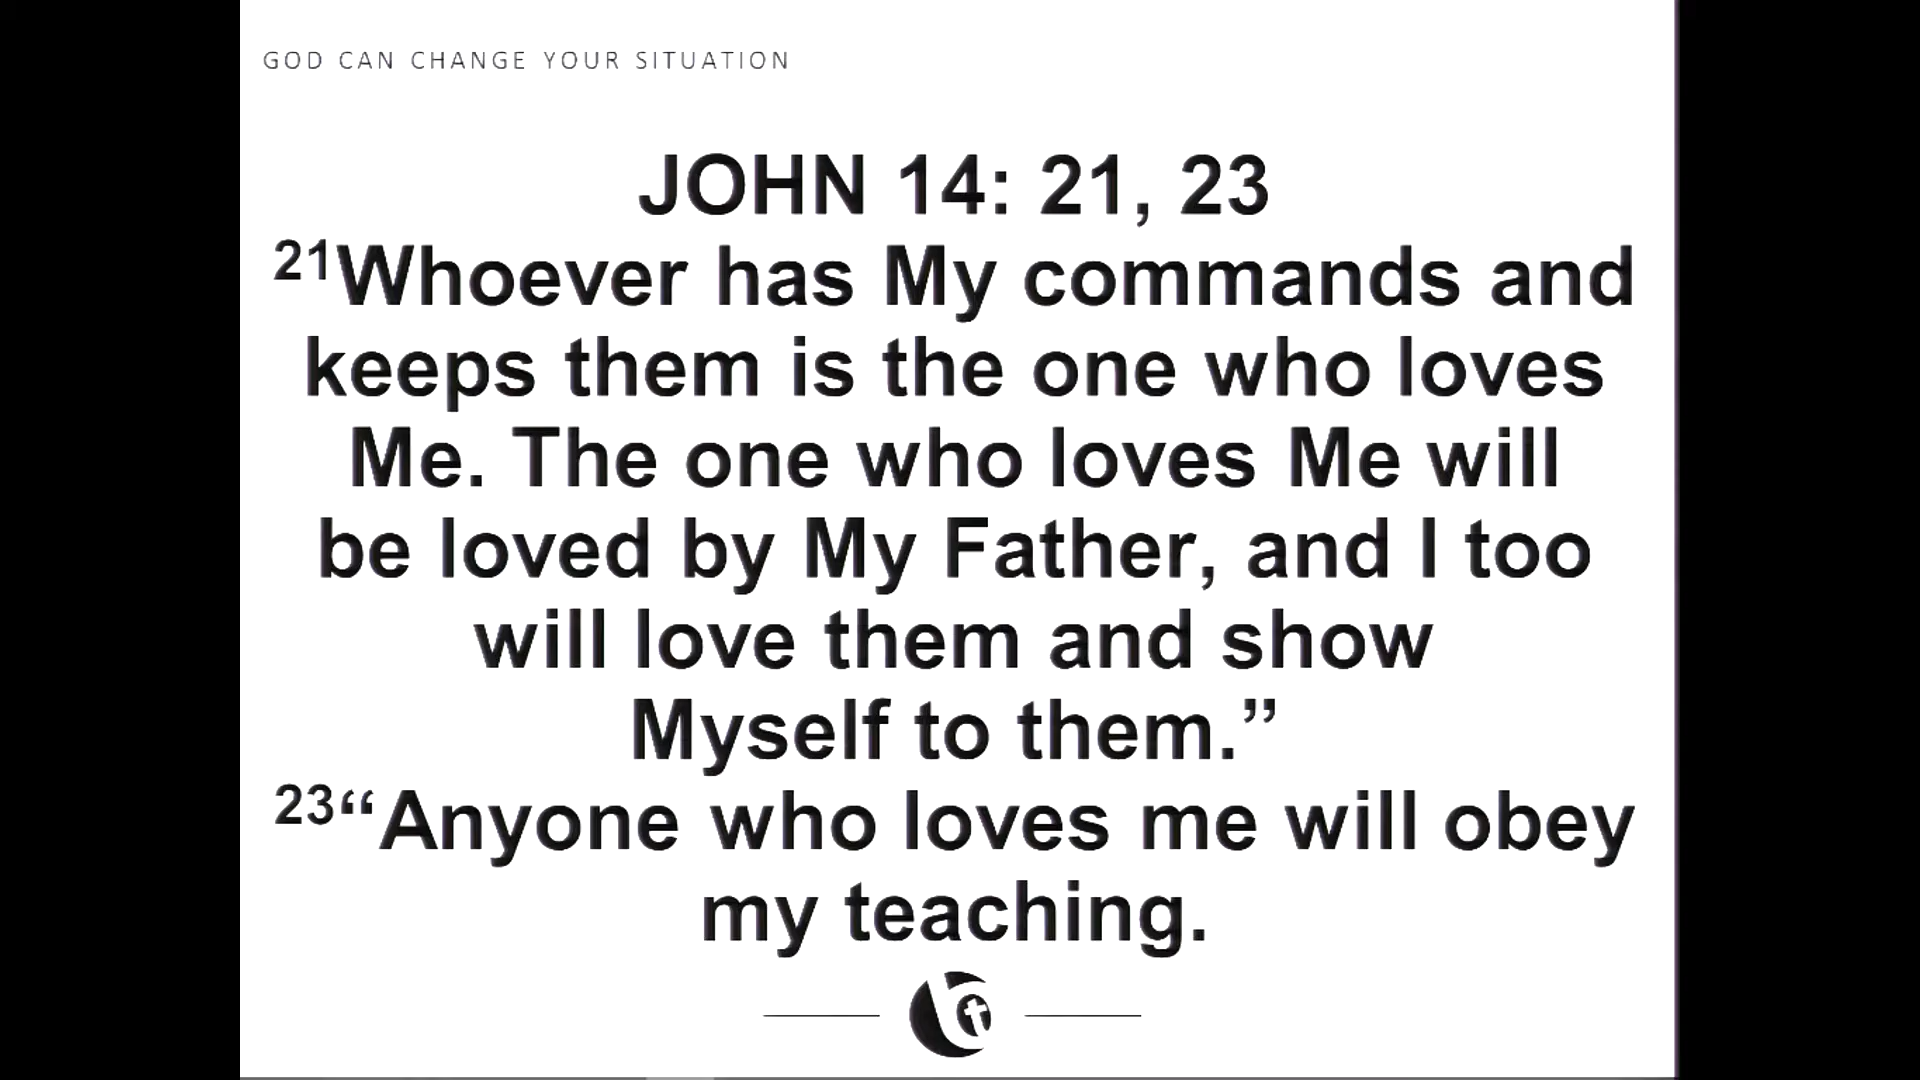 GOD CAN CHANGE YOUR SITUATION
JOHN 14: 21, 23
21Whoever has My commands and
keeps them is the one who loves
Me. The one who loves Me will
be loved by My Father, and I too
will love them and show
Myself to them.”
23“Anyone who loves me will obey
my teaching.